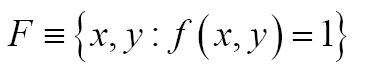 F ≡ {x, y : f(x, y) = 1}